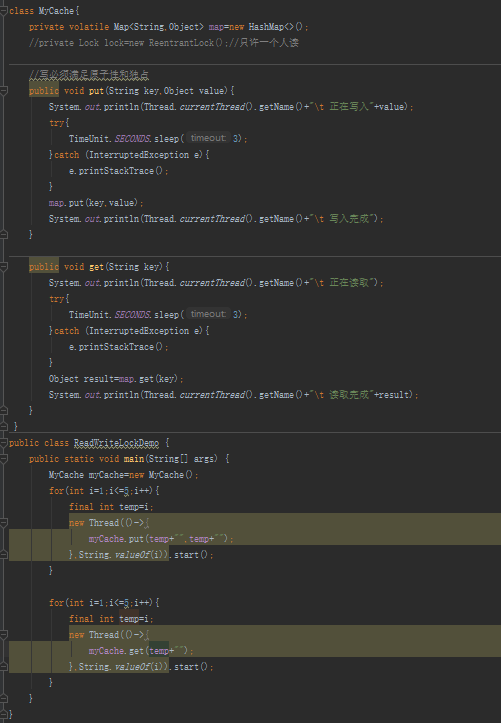 class MyCache{
private volatile Map<String,Object> map=new HashMap<>();
//private Lock lock=new ReentrantLock();//只许一个人读
//写必须满足原子性和独占
public void put(String key,Object value){
System.out.println(Thread.currentThread().getName()+"\t 正在写入"+value);
try{
TimeUnit.SECONDS.sleep( timeout: 3);
}catch (InterruptedException e){
e.printStackTrace();
}
map.put(key,value);
System.out.println(Thread.currentThread().getName()+"\t 写入完成");
}
public void get(String key){
System.out.println(Thread.currentThread().getName()+"\t 正在读取");
try{
TimeUnit.SECONDS.sleep( timeout: 3);
}catch (InterruptedException e){
e.printStackTrace();
}
Object result=map.get(key);
System.out.println(Thread.currentThread().getName()+"\t 读取完成"+result);
}
}
public class ReadWriteLockDemo {
public static void main(String[] args) {
MyCache myCache=new MyCache();
for(int i=1;i<=5;i++){
final int temp=i;
new Thread(()->{
myCache.put(temp+"",temp+"");
},String.valueOf(i)).start();
}
for(int i=1;i<=5;i++){
final int temp=i;
new Thread(()->{
myCache.get(temp+"");
},String.valueOf(i)).start();
}
}
}